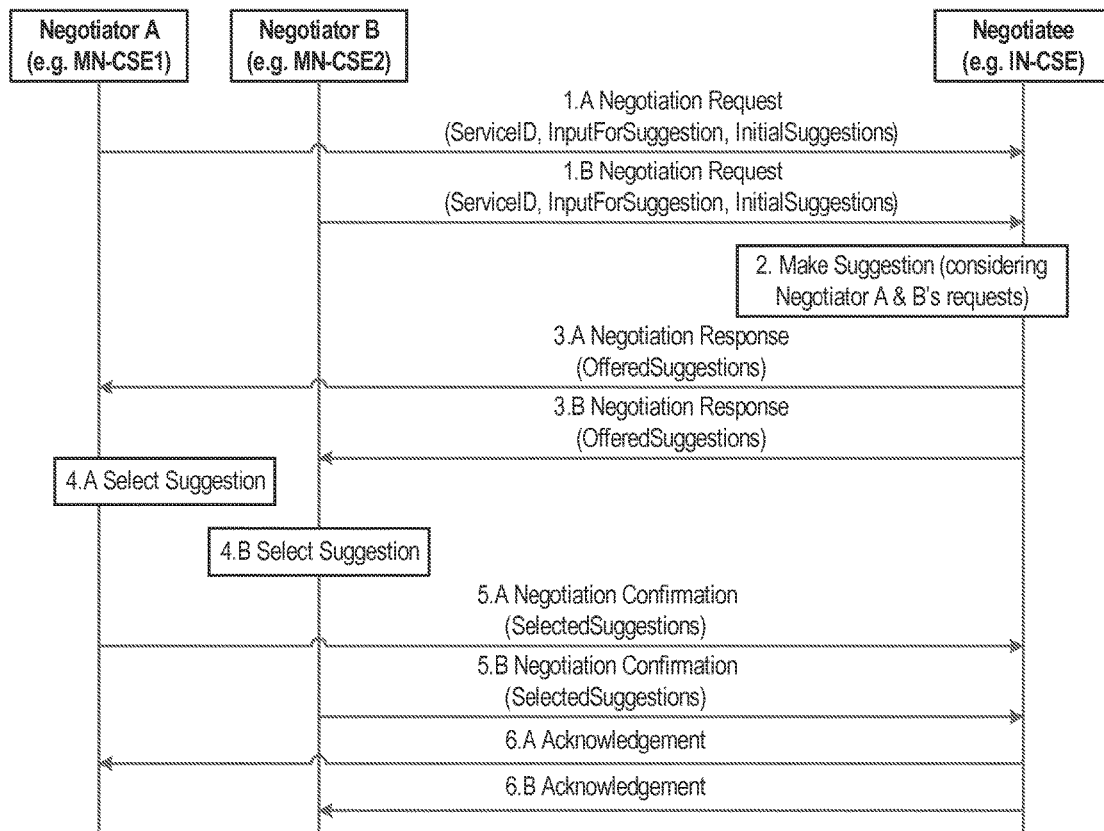 Negotiator A
(e.g. MN-CSE1)
Negotiator B
(e.g. MN-CSE2)
Negotiatee
(e.g. IN-CSE)
1.A Negotiation Request
(ServiceID, InputForSuggestion, InitialSuggestions)
1.B Negotiation Request
(ServiceID, InputForSuggestion, InitialSuggestions)
2. Make Suggestion (considering
Negotiator A & B's requests)
3.A Negotiation Response
(OfferedSuggestions)
3.B Negotiation Response
(OfferedSuggestions)
4.A Select Suggestion
4.B Select Suggestion
5.A Negotiation Confirmation
(SelectedSuggestions)
5.B Negotiation Confirmation
(SelectedSuggestions)
6.A Acknowledgement
6.B Acknowledgement